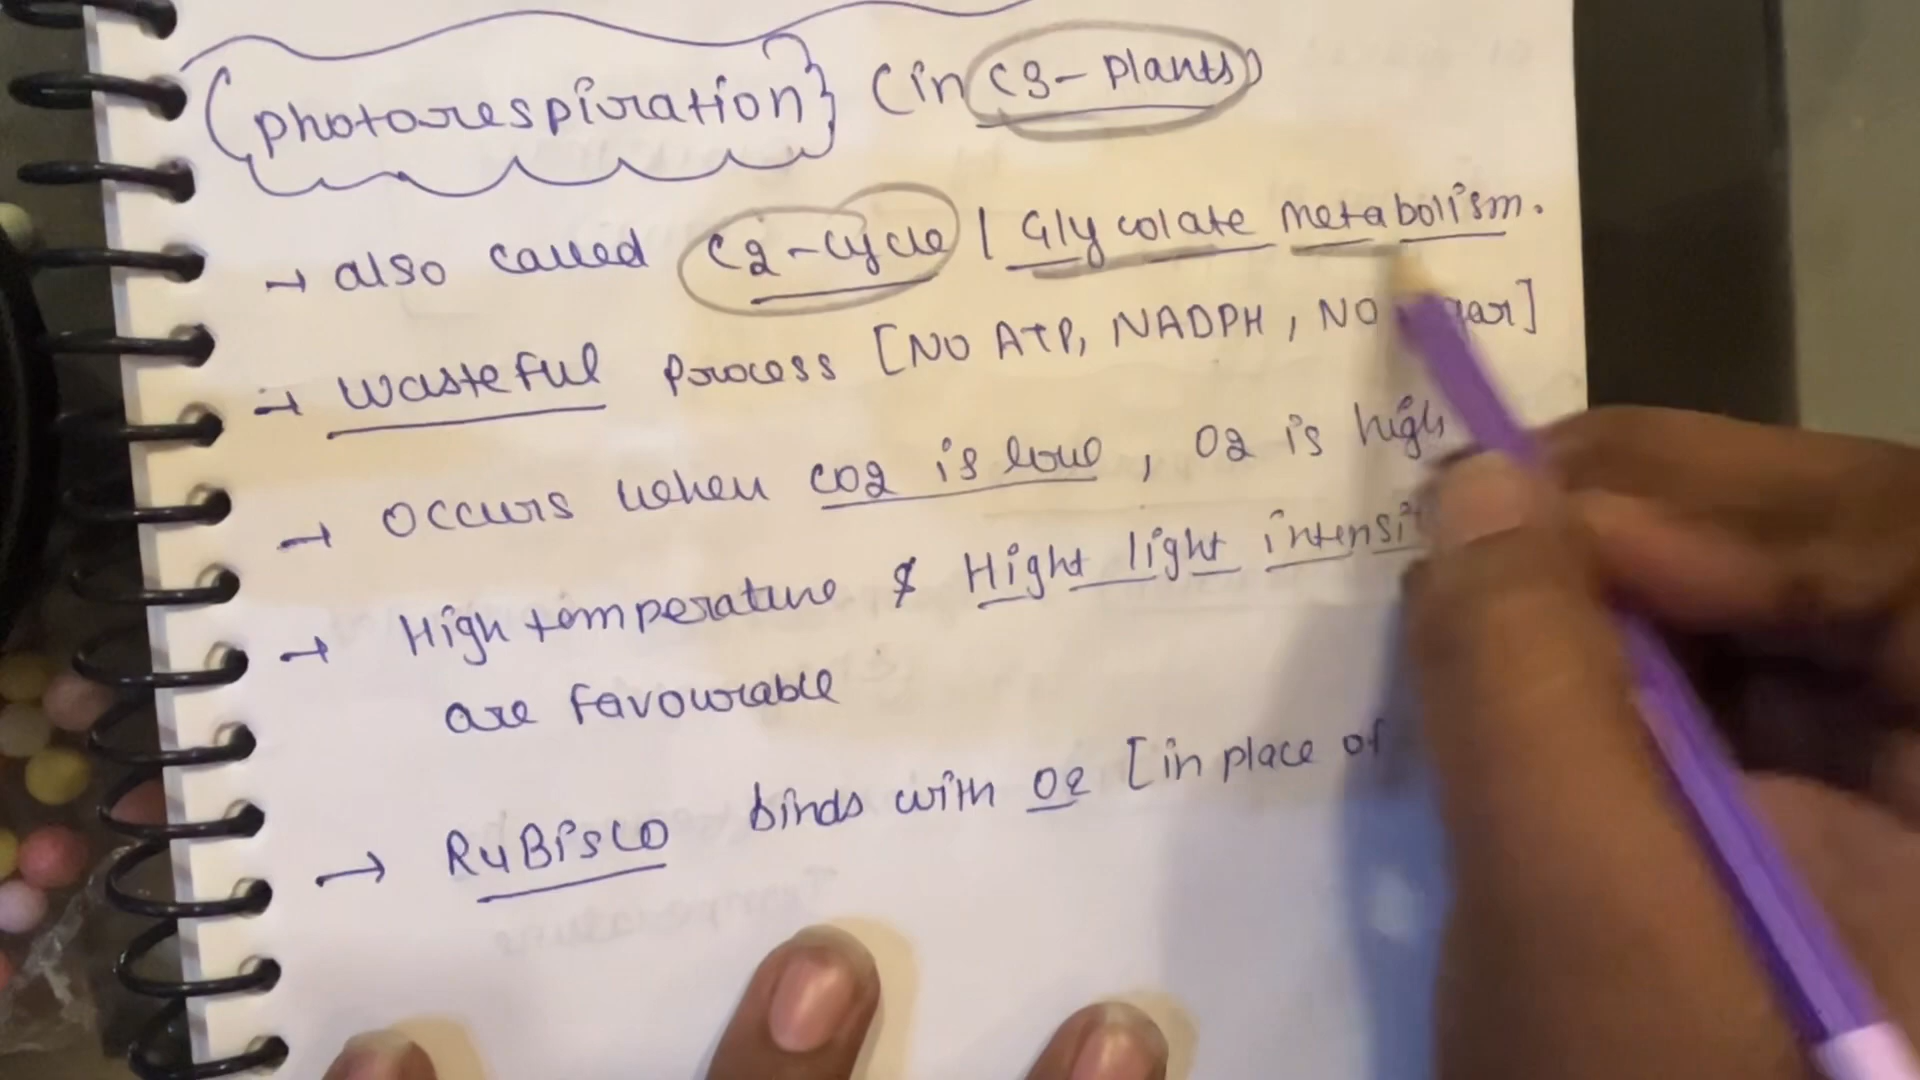 (photorespiration} (in C3- plants)
→ also called C2-cycle / Glycolate metabolism.
→ wasteful process [NO ATP, NADPH, NO
→ Occurs when CO2 is low, O2 is high
→ High temperature & Hight light
are favourable
→ RuBisCO binds with O2 [in place of